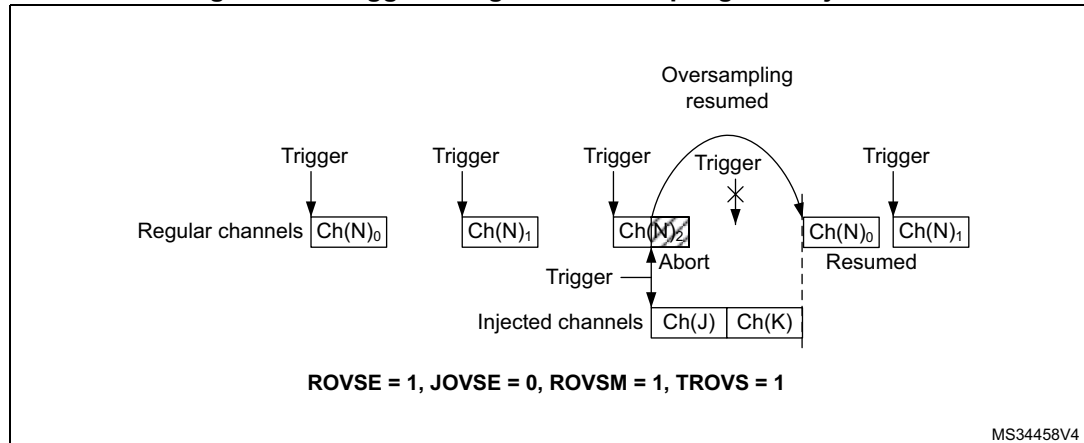 Oversampling
resumed
Trigger Trigger Trigger Trigger Trigger
Regular channels Ch(N)₀ Ch(N)₁ Ch(N)₂ Ch(N)₀ Ch(N)₁
Abort Resumed
Trigger
Injected channels Ch(J) Ch(K)
ROVSE = 1, JOVSE = 0, ROVSM = 1, TROVS = 1
MS34458V4